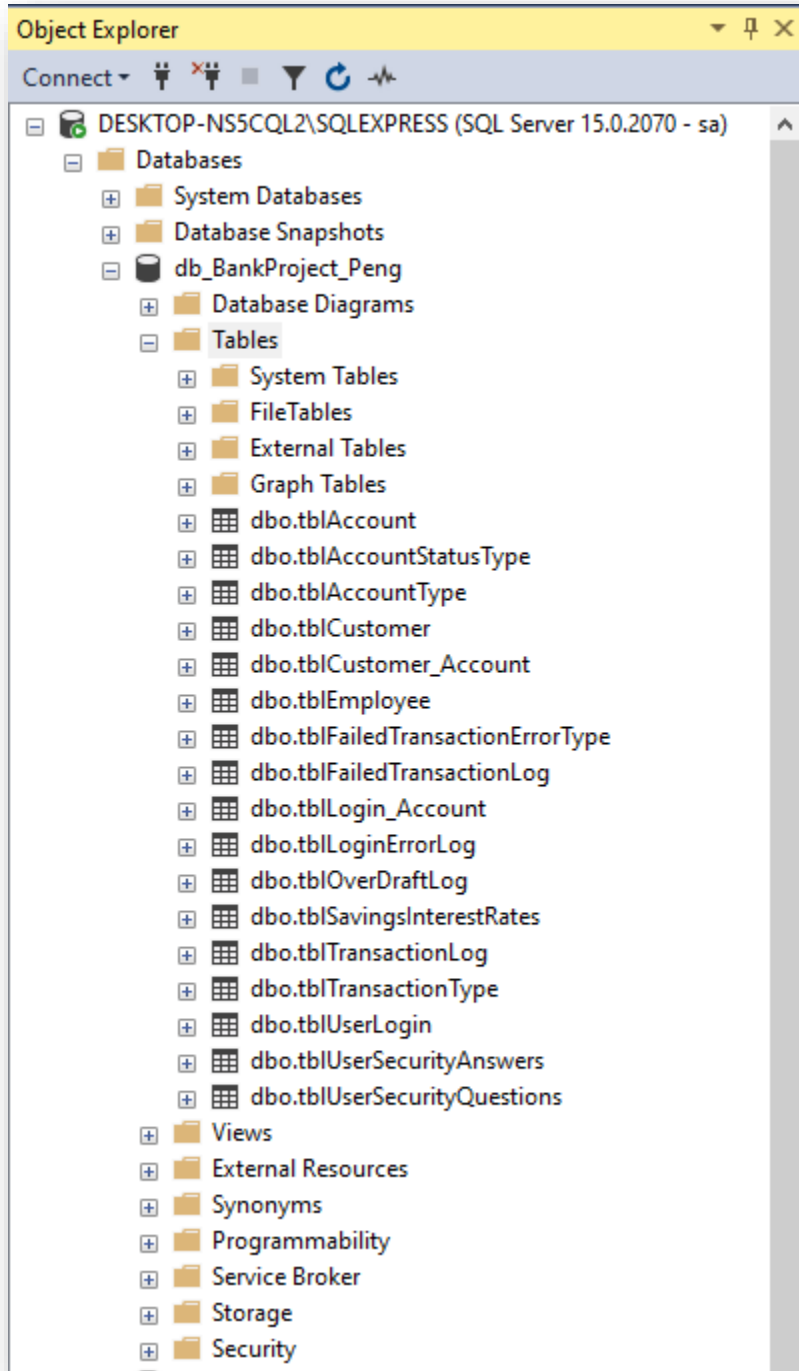 Object Explorer
Connect
DESKTOP-NS5CQL2\SQLEXPRESS (SQL Server 15.0.2070 - sa)
Databases
System Databases
Database Snapshots
db_BankProject_Peng
Database Diagrams
Tables
System Tables
FileTables
External Tables
Graph Tables
dbo.tblAccount
dbo.tblAccountStatusType
dbo.tblAccountType
dbo.tblCustomer
dbo.tblCustomer_Account
dbo.tblEmployee
dbo.tblFailedTransactionErrorType
dbo.tblFailedTransactionLog
dbo.tblLogin_Account
dbo.tblLoginErrorLog
dbo.tblOverDraftLog
dbo.tblSavingsInterestRates
dbo.tblTransactionLog
dbo.tblTransactionType
dbo.tblUserLogin
dbo.tblUserSecurityAnswers
dbo.tblUserSecurityQuestions
Views
External Resources
Synonyms
Programmability
Service Broker
Storage
Security